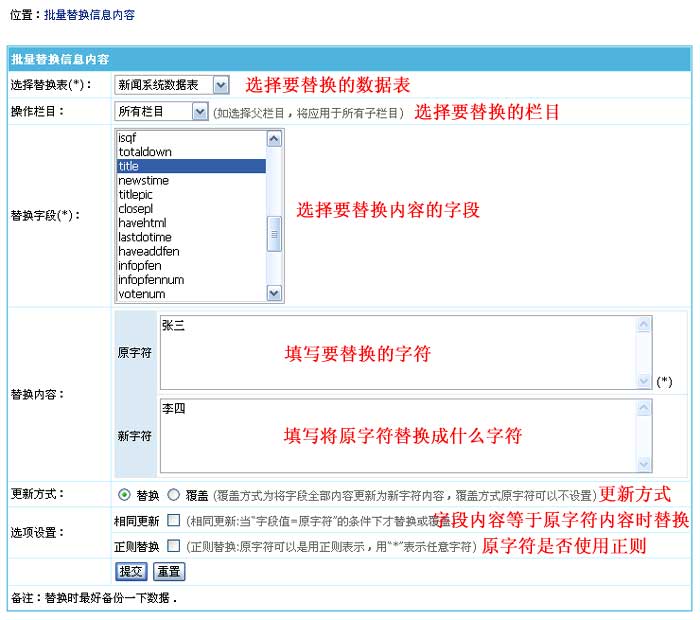 位置：批量替换信息内容
批量替换信息内容
选择替换表(*)： 新闻系统数据表 选择要替换的数据表
操作栏目： 所有栏目 (如选择父栏目，将应用于所有子栏目) 选择要替换的栏目
isqf
totaldown
title
newstime
titlepic
closepl
替换字段(*)： 选择要替换内容的字段
havehtml
lastdotime
haveaddfen
infopfen
infopfennum
votenum
替换内容：
原字符 张三
填写要替换的字符
(*)
新字符 李四
填写将原字符替换成什么字符
更新方式： 替换 覆盖 (覆盖方式为将字段全部内容更新为新字符内容，覆盖方式原字符可以不设置) 更新方式
选项设置： 相同更新 (相同更新:当“字段值=原字符”的条件下才替换或覆盖 字段内容等于原字符内容时替换
正则替换 (正则替换:原字符可以是用正则表示，用“*”表示任意字符) 原字符是否使用正则
提交 重置
备注：替换时最好备份一下数据．